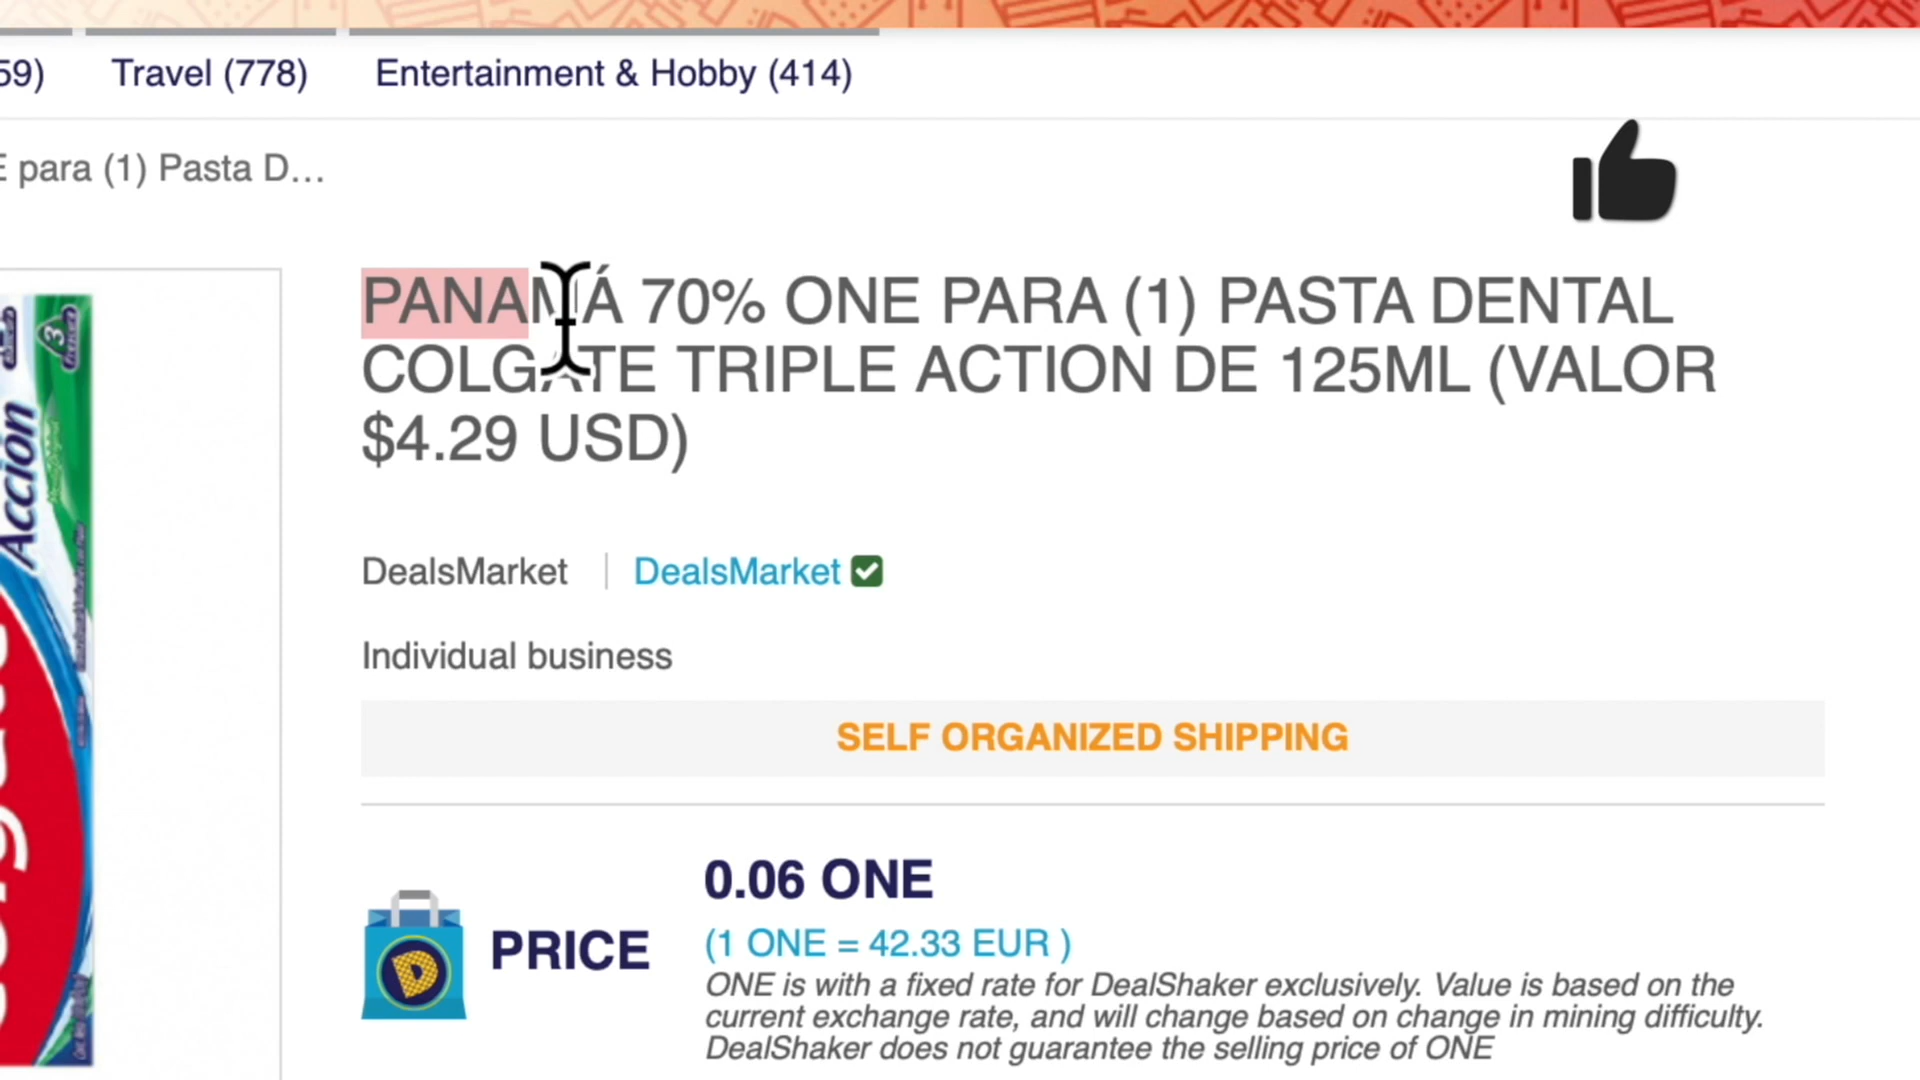 59)
Travel (778)
Entertainment & Hobby (414)
E para (1) Pasta D...
PANAMÁ 70% ONE PARA (1) PASTA DENTAL
COLGATE TRIPLE ACTION DE 125ML (VALOR
$4.29 USD)
Acción
3
DealsMarket
DealsMarket
Individual business
SELF ORGANIZED SHIPPING
PRICE
0.06 ONE
(1 ONE = 42.33 EUR )
ONE is with a fixed rate for DealShaker exclusively. Value is based on the
current exchange rate, and will change based on change in mining difficulty.
DealShaker does not guarantee the selling price of ONE